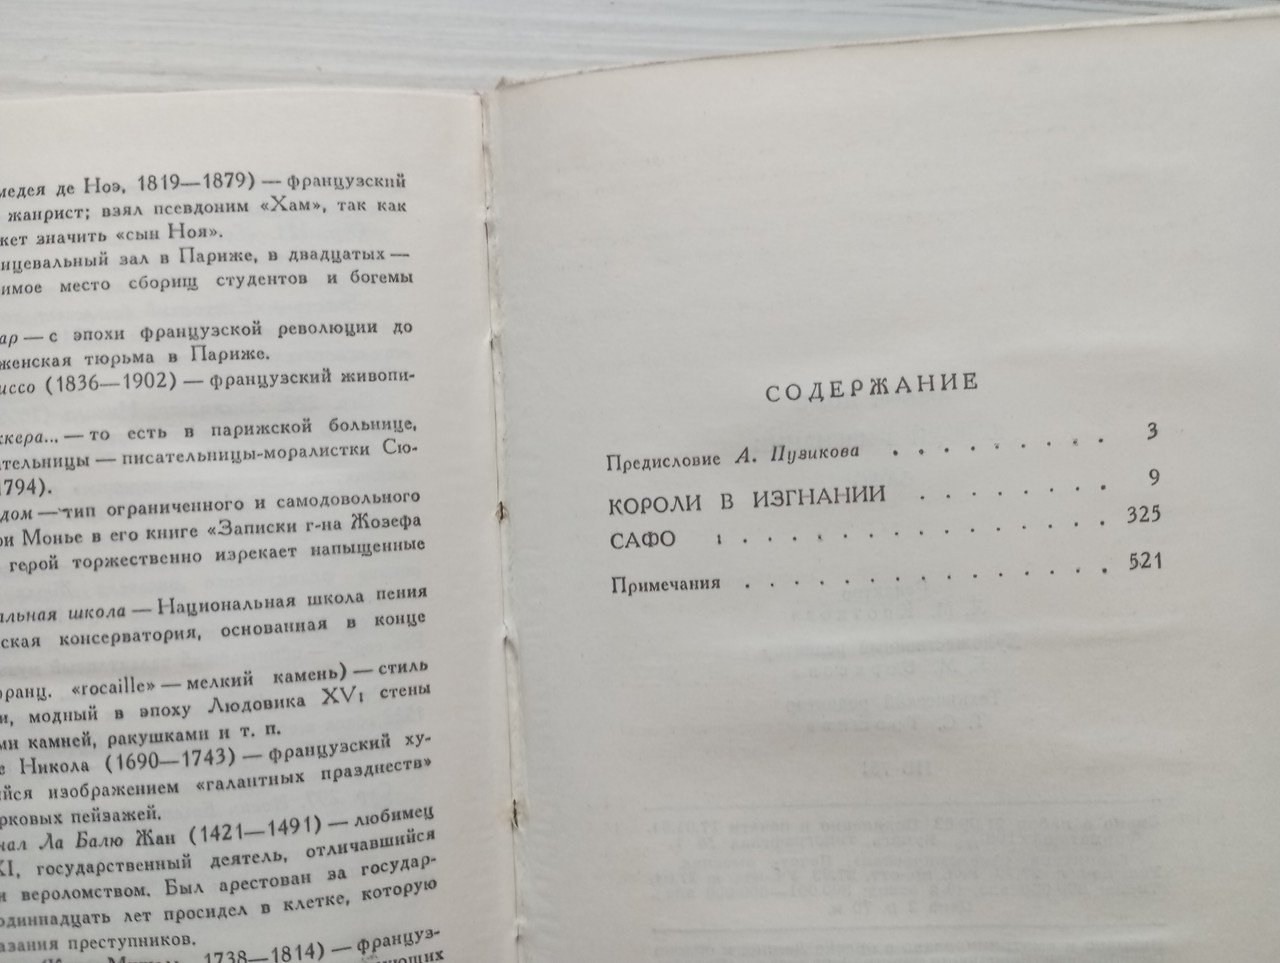 медея де Ноэ, 1819—1879) — французский
жанрист; взял псевдоним «Хам», так как
жет значить «сын Ноя».
нцевальный зал в Париже, в двадцатых —
имое место сборищ студентов и богемы
ар — с эпохи французской революции до
женская тюрьма в Париже.
иссо (1836—1902) — французский живопи-
ккера... — то есть в парижской больнице,
ательницы — писательницы-моралистки Сю-
1794).
дом — тип ограниченного и самодовольного
ри Монье в его книге «Записки г-на Жозефа
герой торжественно изрекает напыщенные
альная школа — Национальная школа пения
ская консерватория, основанная в конце
франц. «rocaille» — мелкий камень) — стиль
и, модный в эпоху Людовика XV; стены
ми камней, ракушками и т. п.
е Никола (1690—1743) — французский ху-
йся изображением «галантных празднеств»
рковых пейзажей.
нал Ла Балю Жан (1421—1491) — любимец
XI, государственный деятель, отличавшийся
и вероломством. Был арестован за государ-
одиннадцать лет просидел в клетке, которую
азания преступников.
1738—1814) — француз-
СОДЕРЖАНИЕ
Предисловие А. Пузикова . . . . . . . . 3
КОРОЛИ В ИЗГНАНИИ . . . . . . . . 9
САФО . . . . . . . . . . . . . . . 325
Примечания . . . . . . . . . . . . . . . 521